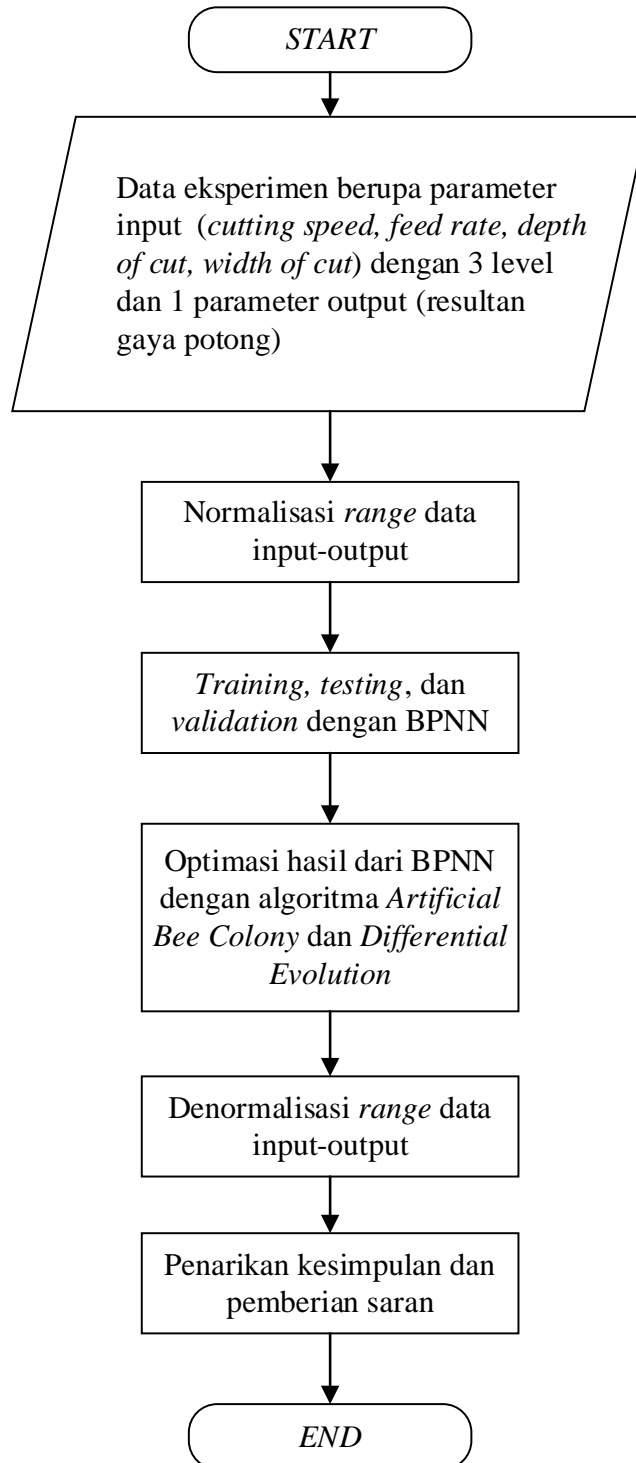 START
Data eksperimen berupa parameter
input (cutting speed, feed rate, depth
of cut, width of cut) dengan 3 level
dan 1 parameter output (resultan
gaya potong)
Normalisasi range data
input-output
Training, testing, dan
validation dengan BPNN
Optimasi hasil dari BPNN
dengan algoritma Artificial
Bee Colony dan Differential
Evolution
Denormalisasi range data
input-output
Penarikan kesimpulan dan
pemberian saran
END